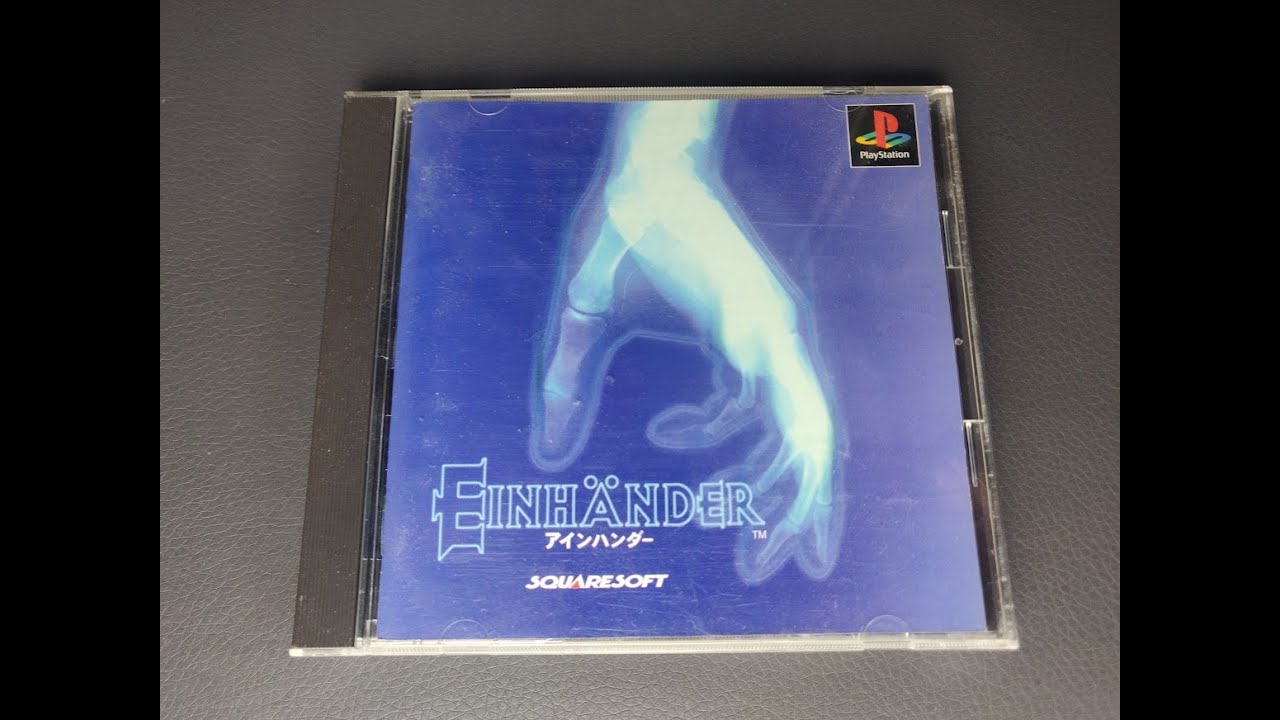 PlayStation
EINHÄNDER
TM
アインハンダー
SQUARESOFT